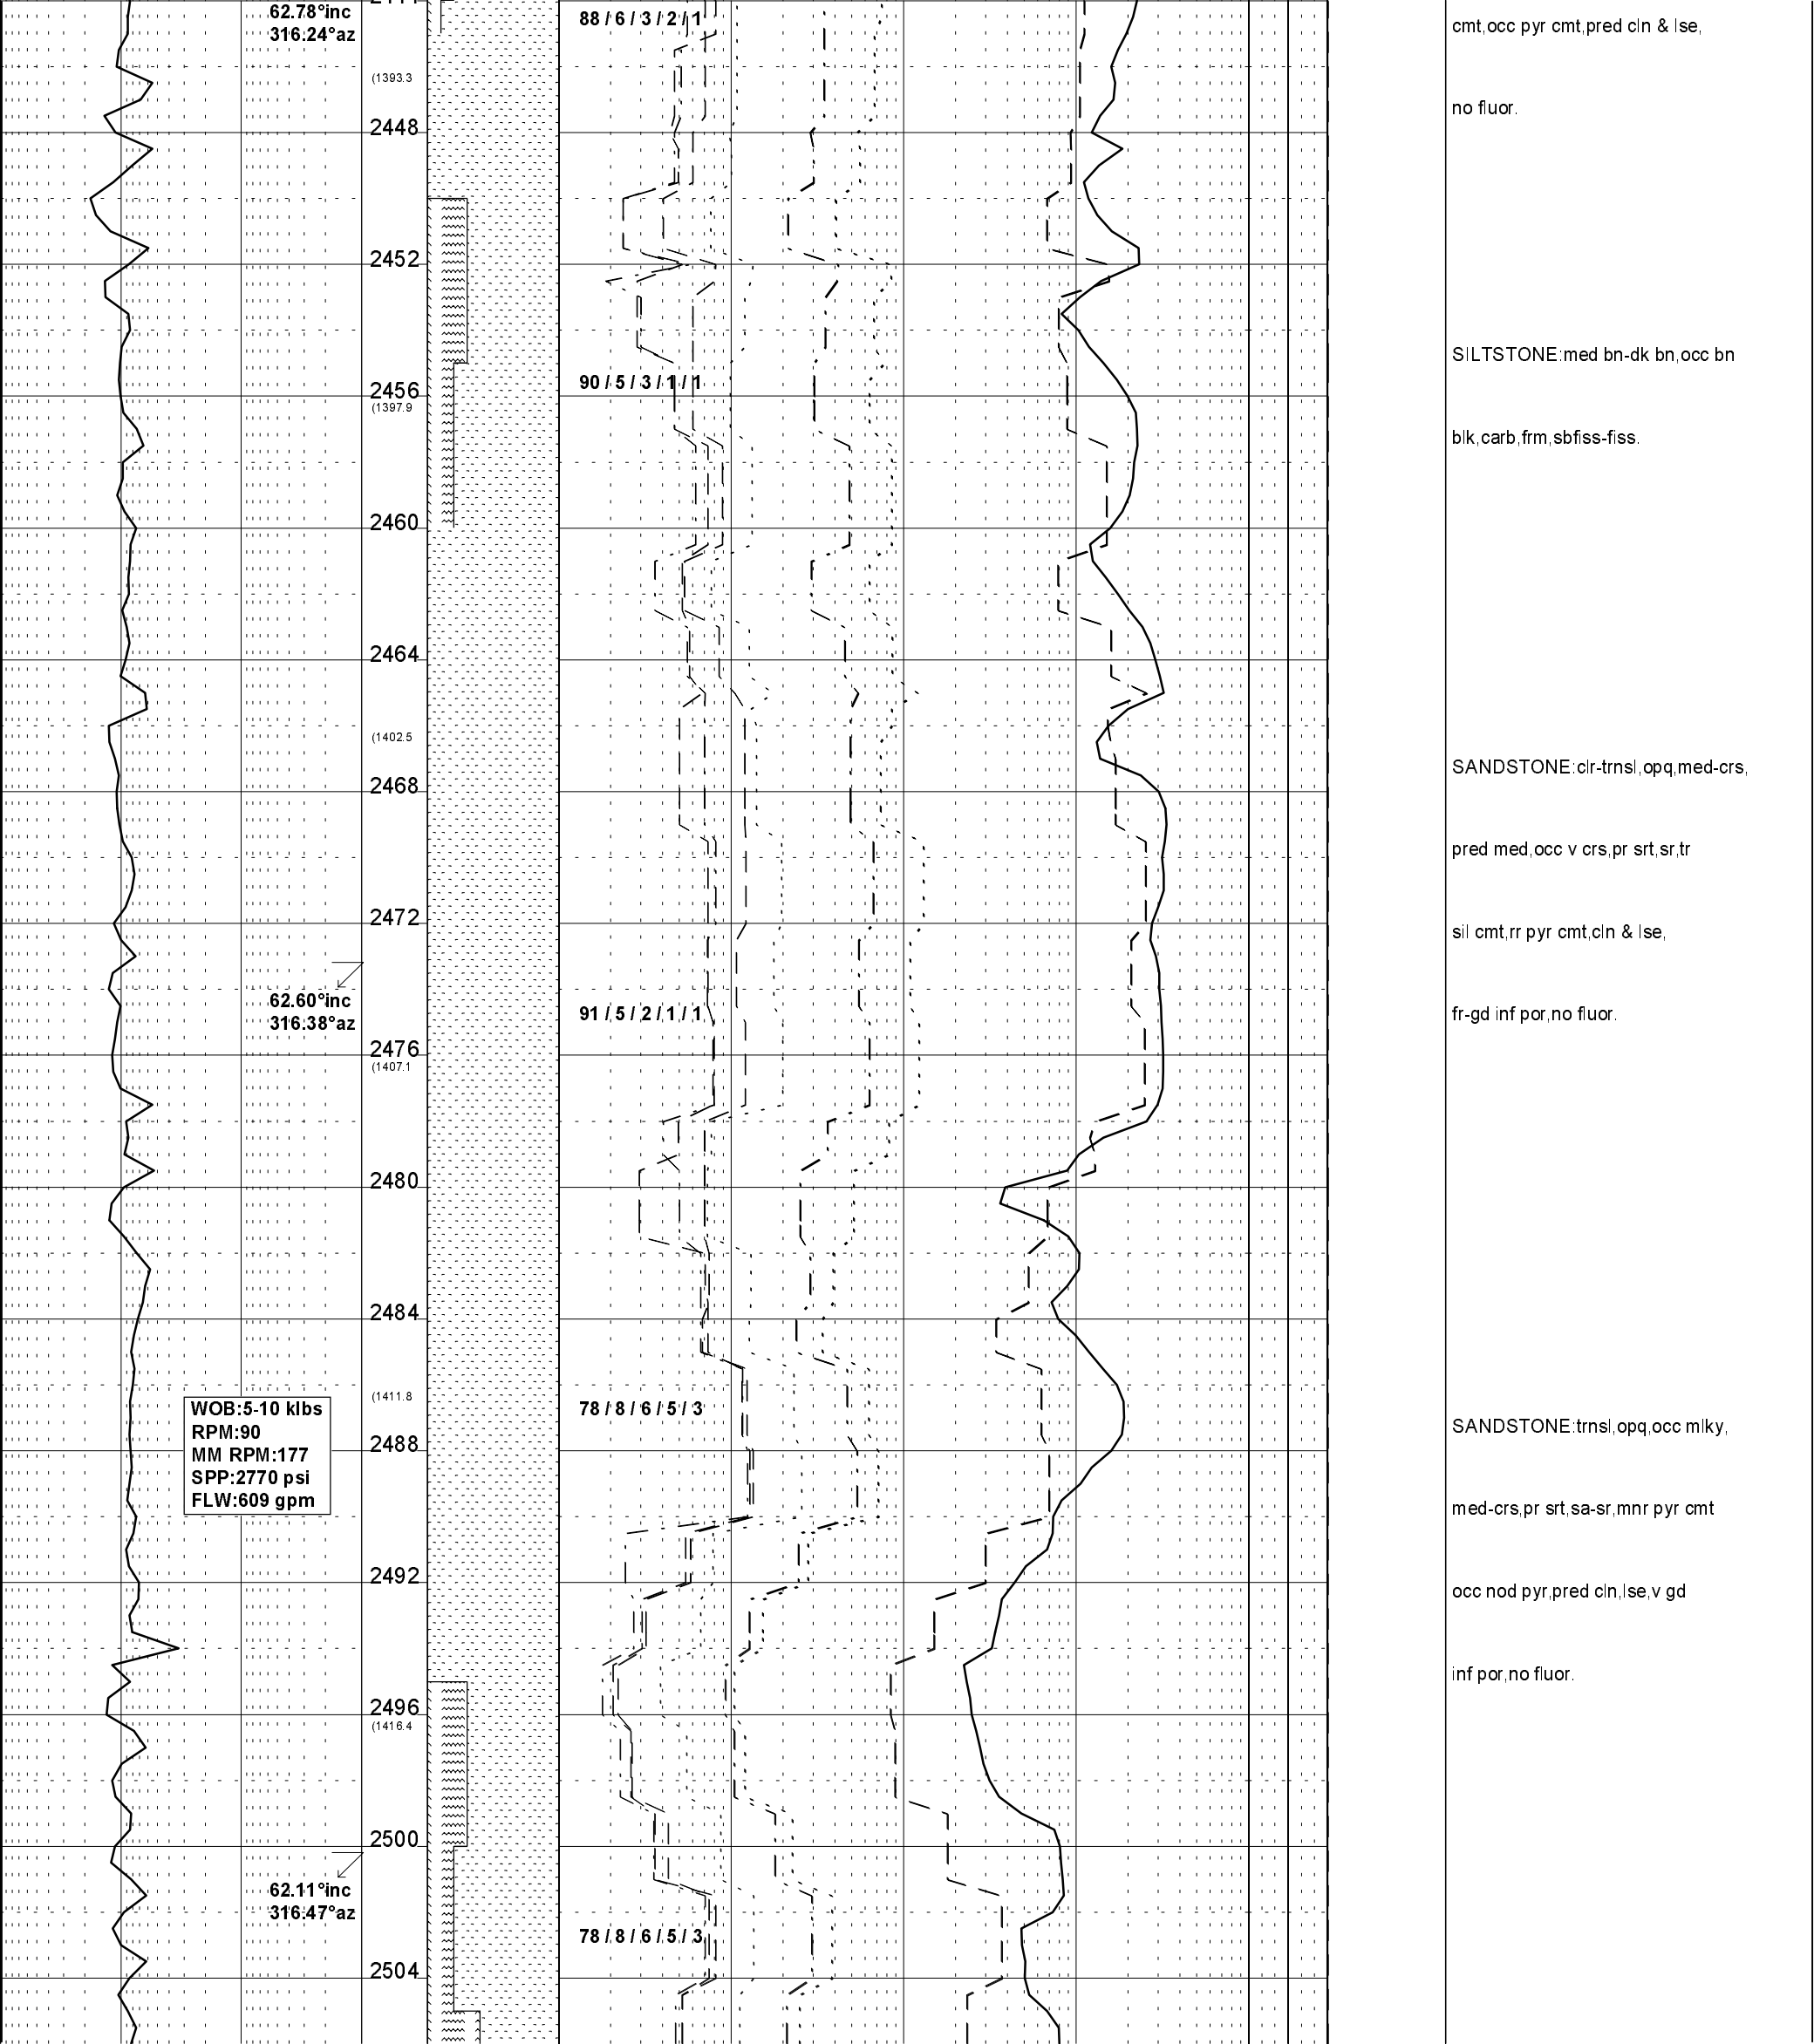 62.78°inc
316.24°az
88 / 6 / 3 / 2 / 1
cmt,occ pyr cmt,pred cln & lse,
(1393.3
no fluor.
2448
2452
SILTSTONE:med bn-dk bn,occ bn
90 / 5 / 3 / 1 / 1
2456
(1397.9
blk,carb,frm,sbfiss-fiss.
2460
2464
(1402.5
SANDSTONE:clr-trnsl,opq,med-crs,
2468
pred med,occ v crs,pr srt,sr,tr
2472
sil cmt,rr pyr cmt,cln & lse,
62.60°inc
316.38°az
91 / 5 / 2 / 1 / 1
fr-gd inf por,no fluor.
2476
(1407.1
2480
2484
(1411.8
WOB:5-10 klbs
RPM:90
MM RPM:177
SPP:2770 psi
FLW:609 gpm
78 / 8 / 6 / 5 / 3
SANDSTONE:trnsl,opq,occ mlky,
2488
med-crs,pr srt,sa-sr,mnr pyr cmt
2492
occ nod pyr,pred cln,lse,v gd
inf por,no fluor.
2496
(1416.4
2500
62.11°inc
316.47°az
78 / 8 / 6 / 5 / 3
2504